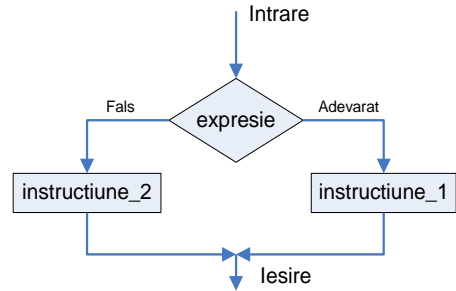 Intrare
Fals
Adevarat
expresie
instructiune_2
instructiune_1
Iesire